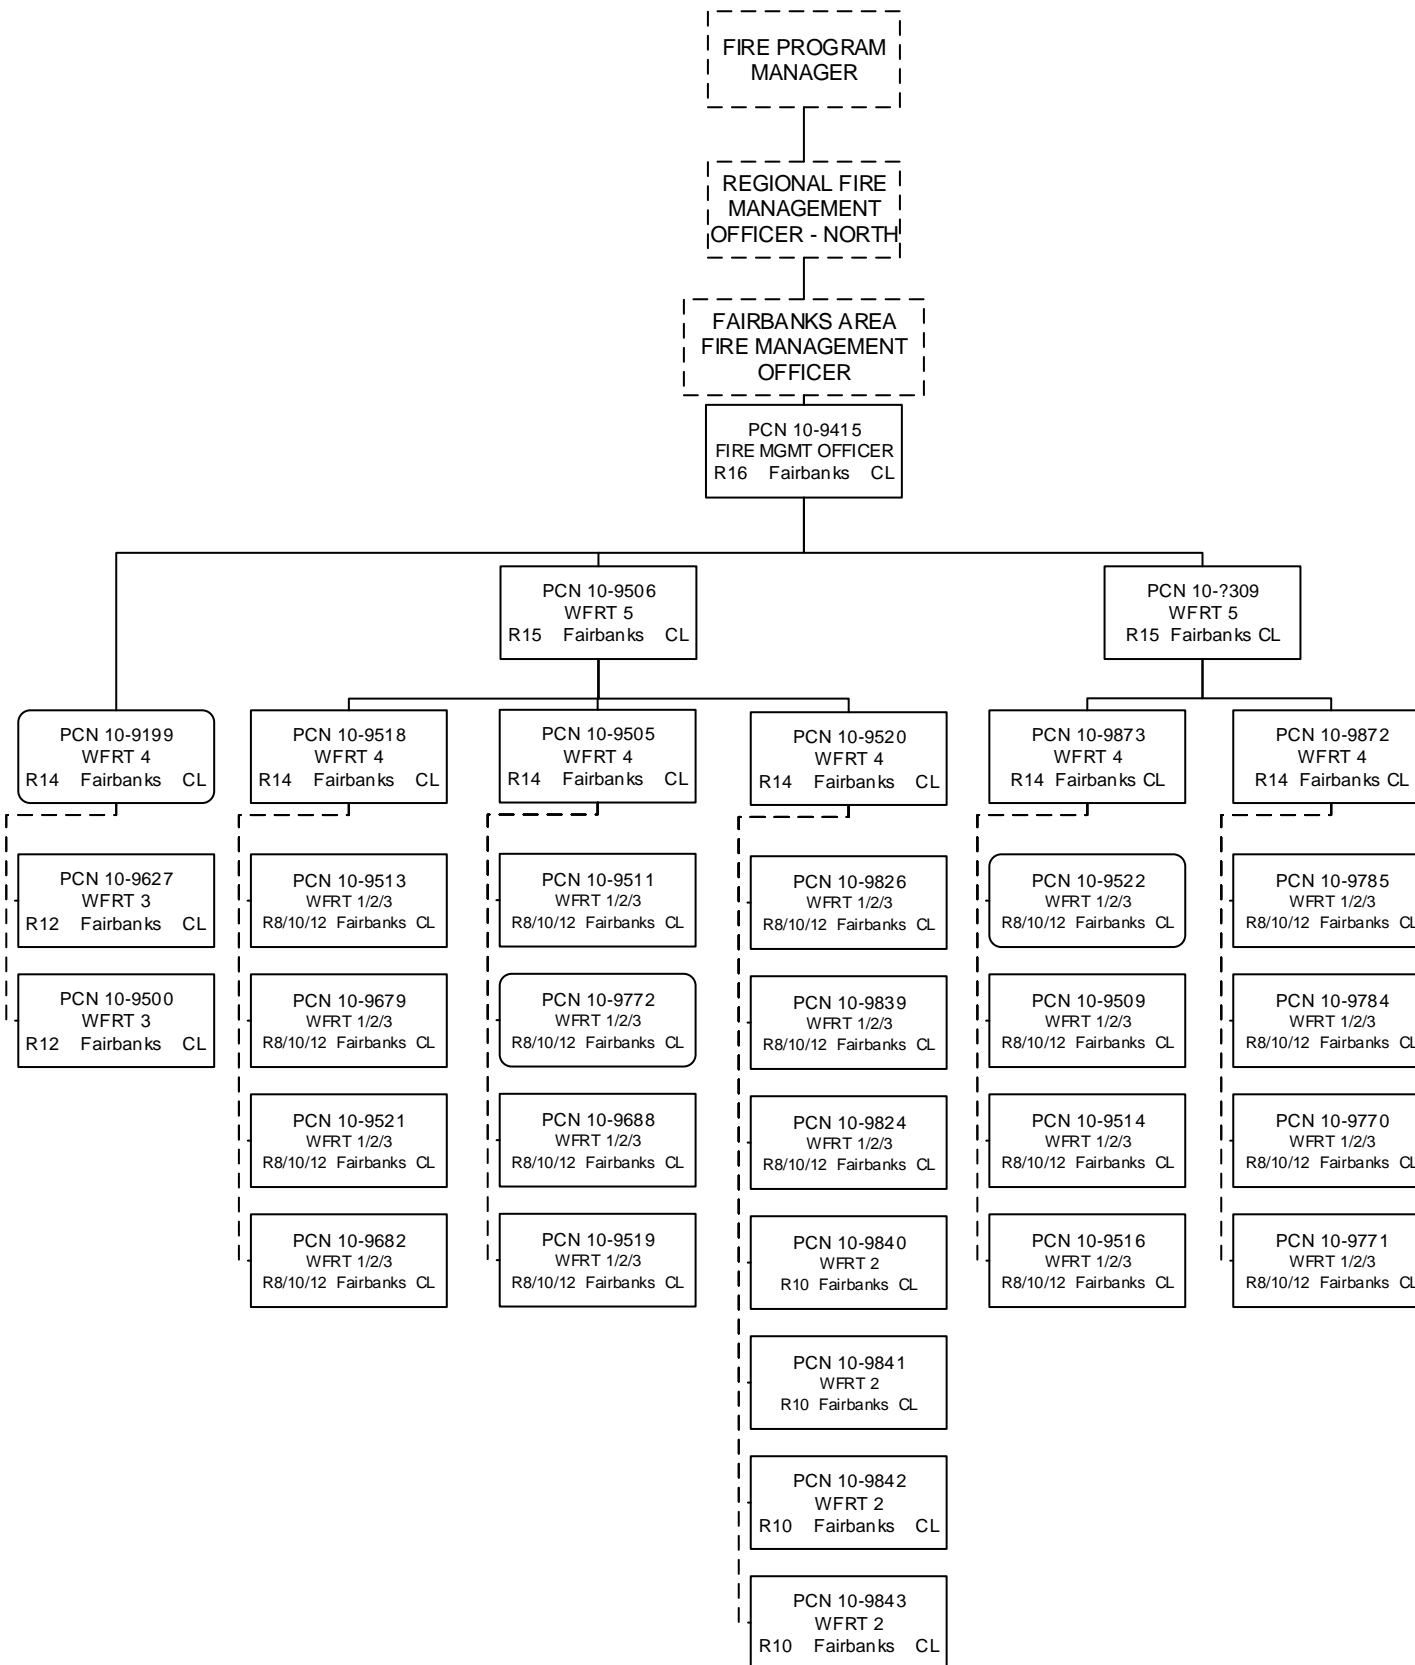 FIRE PROGRAM
MANAGER
REGIONAL FIRE
MANAGEMENT
OFFICER - NORTH
FAIRBANKS AREA
FIRE MANAGEMENT
OFFICER
PCN 10-9415
FIRE MGMT OFFICER
R16 Fairbanks CL
PCN 10-9506
WFRT 5
R15 Fairbanks CL
PCN 10-?309
WFRT 5
R15 Fairbanks CL
PCN 10-9199
WFRT 4
R14 Fairbanks CL
PCN 10-9518
WFRT 4
R14 Fairbanks CL
PCN 10-9505
WFRT 4
R14 Fairbanks CL
PCN 10-9520
WFRT 4
R14 Fairbanks CL
PCN 10-9873
WFRT 4
R14 Fairbanks CL
PCN 10-9872
WFRT 4
R14 Fairbanks CL
PCN 10-9627
WFRT 3
R12 Fairbanks CL
PCN 10-9513
WFRT 1/2/3
R8/10/12 Fairbanks CL
PCN 10-9511
WFRT 1/2/3
R8/10/12 Fairbanks CL
PCN 10-9826
WFRT 1/2/3
R8/10/12 Fairbanks CL
PCN 10-9522
WFRT 1/2/3
R8/10/12 Fairbanks CL
PCN 10-9785
WFRT 1/2/3
R8/10/12 Fairbanks CL
PCN 10-9500
WFRT 3
R12 Fairbanks CL
PCN 10-9679
WFRT 1/2/3
R8/10/12 Fairbanks CL
PCN 10-9772
WFRT 1/2/3
R8/10/12 Fairbanks CL
PCN 10-9839
WFRT 1/2/3
R8/10/12 Fairbanks CL
PCN 10-9509
WFRT 1/2/3
R8/10/12 Fairbanks CL
PCN 10-9784
WFRT 1/2/3
R8/10/12 Fairbanks CL
PCN 10-9521
WFRT 1/2/3
R8/10/12 Fairbanks CL
PCN 10-9688
WFRT 1/2/3
R8/10/12 Fairbanks CL
PCN 10-9824
WFRT 1/2/3
R8/10/12 Fairbanks CL
PCN 10-9514
WFRT 1/2/3
R8/10/12 Fairbanks CL
PCN 10-9770
WFRT 1/2/3
R8/10/12 Fairbanks CL
PCN 10-9682
WFRT 1/2/3
R8/10/12 Fairbanks CL
PCN 10-9519
WFRT 1/2/3
R8/10/12 Fairbanks CL
PCN 10-9840
WFRT 2
R10 Fairbanks CL
PCN 10-9516
WFRT 1/2/3
R8/10/12 Fairbanks CL
PCN 10-9771
WFRT 1/2/3
R8/10/12 Fairbanks CL
PCN 10-9841
WFRT 2
R10 Fairbanks CL
PCN 10-9842
WFRT 2
R10 Fairbanks CL
PCN 10-9843
WFRT 2
R10 Fairbanks CL